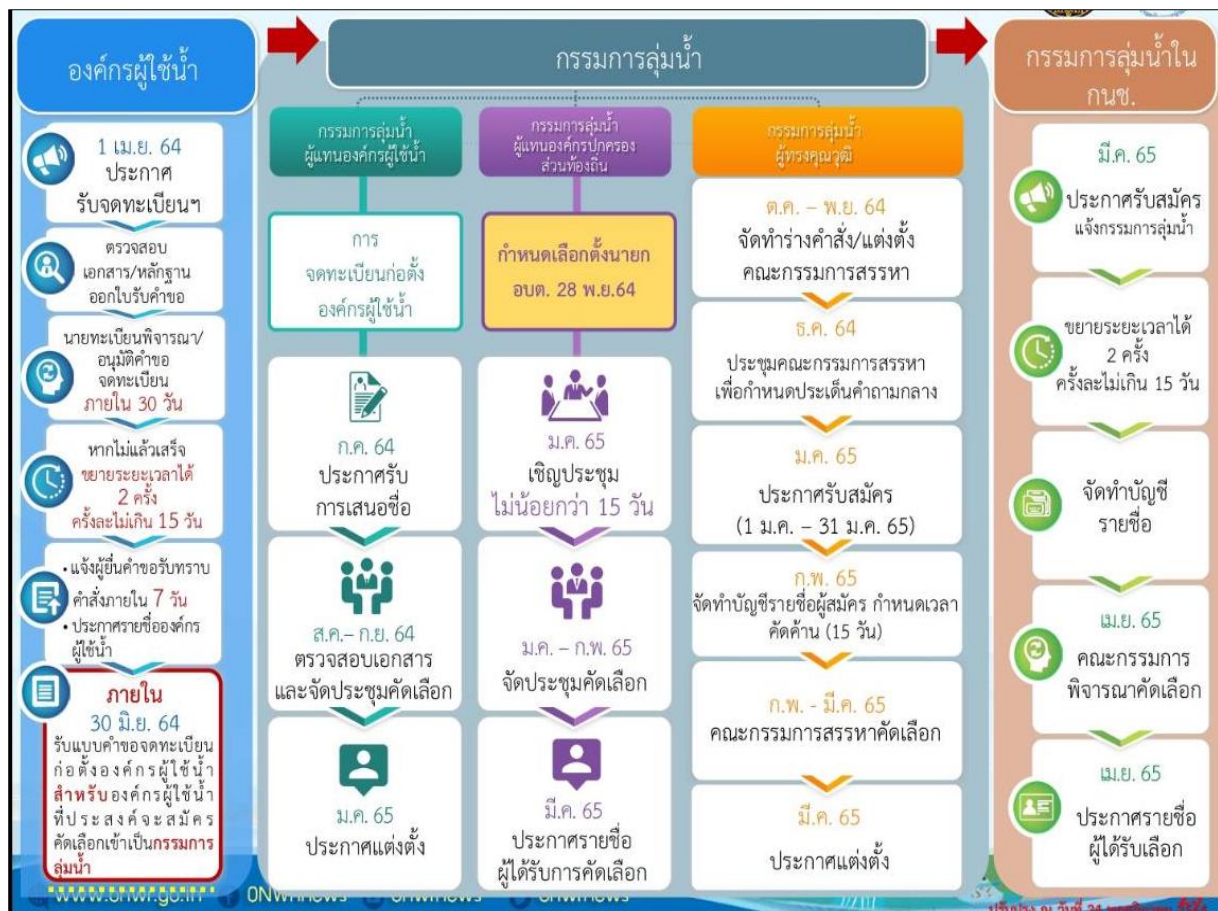 องค์กรผู้ใช้น้ำ
1 เม.ย. 64
ประกาศ
รับจดทะเบียนฯ
ตรวจสอบ
เอกสาร/หลักฐาน
ออกใบรับคำขอ
นายทะเบียนพิจารณา/
อนุมัติคำขอ
จดทะเบียน
ภายใน 30 วัน
หากไม่แล้วเสร็จ
ขยายระยะเวลาได้
2 ครั้ง
ครั้งละไม่เกิน 15 วัน
• แจ้งผู้ยื่นคำขอรับทราบ
คำสั่งภายใน 7 วัน
• ประกาศรายชื่อองค์กร
ผู้ใช้น้ำ
ภายใน
30 มิ.ย. 64
รับแบบคำขอจดทะเบียน
ก่อตั้งองค์กรผู้ใช้น้ำ
สำหรับองค์กรผู้ใช้น้ำ
ที่ประสงค์จะสมัคร
คัดเลือกเข้าเป็นกรรมการ
ลุ่มน้ำ
กรรมการลุ่มน้ำ
กรรมการลุ่มน้ำ
ผู้แทนองค์กรผู้ใช้น้ำ
การ
จดทะเบียนก่อตั้ง
องค์กรผู้ใช้น้ำ
ก.ค. 64
ประกาศรับ
การเสนอชื่อ
ส.ค.– ก.ย. 64
ตรวจสอบเอกสาร
และจัดประชุมคัดเลือก
ม.ค. 65
ประกาศแต่งตั้ง
กรรมการลุ่มน้ำ
ผู้แทนองค์กรปกครอง
ส่วนท้องถิ่น
กำหนดเลือกตั้งนายก
อบต. 28 พ.ย.64
ม.ค. 65
เชิญประชุม
ไม่น้อยกว่า 15 วัน
ม.ค. – ก.พ. 65
จัดประชุมคัดเลือก
มี.ค. 65
ประกาศรายชื่อ
ผู้ได้รับการคัดเลือก
กรรมการลุ่มน้ำ
ผู้ทรงคุณวุฒิ
ต.ค. – พ.ย. 64
จัดทำร่างคำสั่ง/แต่งตั้ง
คณะกรรมการสรรหา
ธ.ค. 64
ประชุมคณะกรรมการสรรหา
เพื่อกำหนดประเด็นคำถามกลาง
ม.ค. 65
ประกาศรับสมัคร
(1 ม.ค. – 31 ม.ค. 65)
ก.พ. 65
จัดทำบัญชีรายชื่อผู้สมัคร กำหนดเวลา
คัดค้าน (15 วัน)
ก.พ. - มี.ค. 65
คณะกรรมการสรรหาคัดเลือก
มี.ค. 65
ประกาศแต่งตั้ง
กรรมการลุ่มน้ำใน
กนช.
มี.ค. 65
ประกาศรับสมัคร
แจ้งกรรมการลุ่มน้ำ
ขยายระยะเวลาได้
2 ครั้ง
ครั้งละไม่เกิน 15 วัน
จัดทำบัญชี
รายชื่อ
เม.ย. 65
คณะกรรมการ
พิจารณาคัดเลือก
เม.ย. 65
ประกาศรายชื่อ
ผู้ได้รับเลือก
www.onwr.go.th